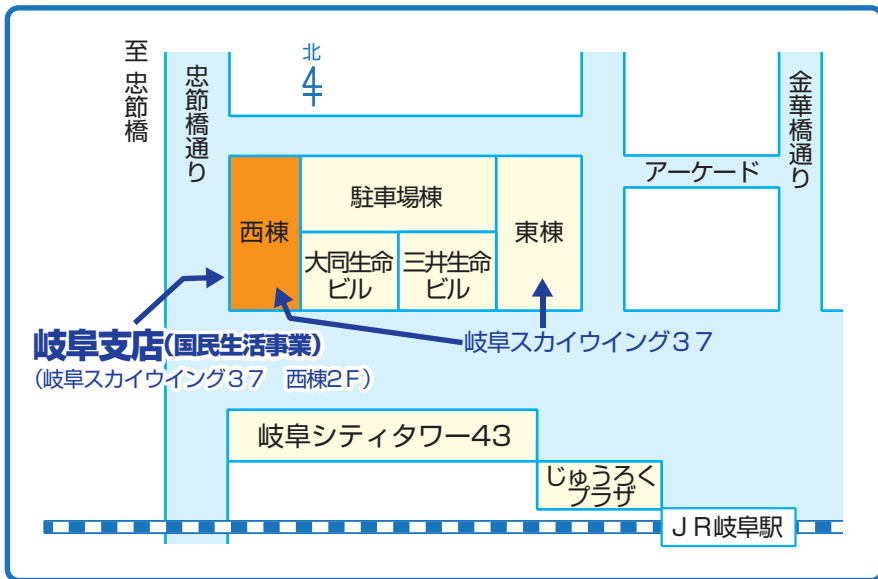 至 忠節橋
忠節橋通り
北
金華橋通り
アーケード
駐車場棟
西棟
東棟
大同生命
ビル
三井生命
ビル
岐阜支店(国民生活事業)
(岐阜スカイウイング37 西棟2F)
岐阜スカイウイング37
岐阜シティタワー43
じゅうろく
プラザ
JR岐阜駅